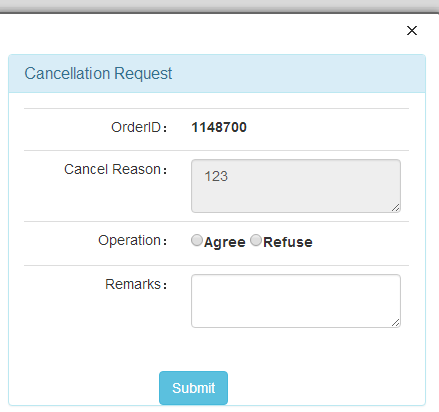 ×
Cancellation Request
OrderID： 1148700
Cancel Reason： 123
Operation： Agree Refuse
Remarks：
Submit